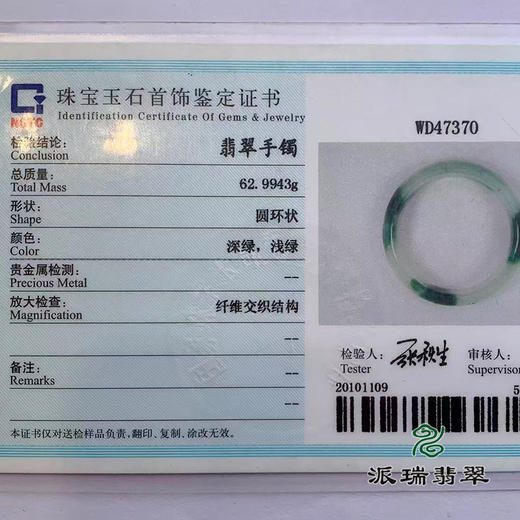 NGTG
珠宝玉石首饰鉴定证书
Identification Certificate Of Gems & Jewelry
检验结论:
Conclusion
翡翠手镯
总质量:
Total Mass
62.9943g
形状:
Shape
圆环状
颜色:
Color
深绿，浅绿
贵金属检测:
Precious Metal
--
放大检查:
Magnification
纤维交织结构
--
备注:
Remarks
--
本证书仅对送检样品负责，翻印、复制、涂改无效。
WD47370
检验人:
Tester
审核人:
Supervisor
20101109
5
派瑞翡翠